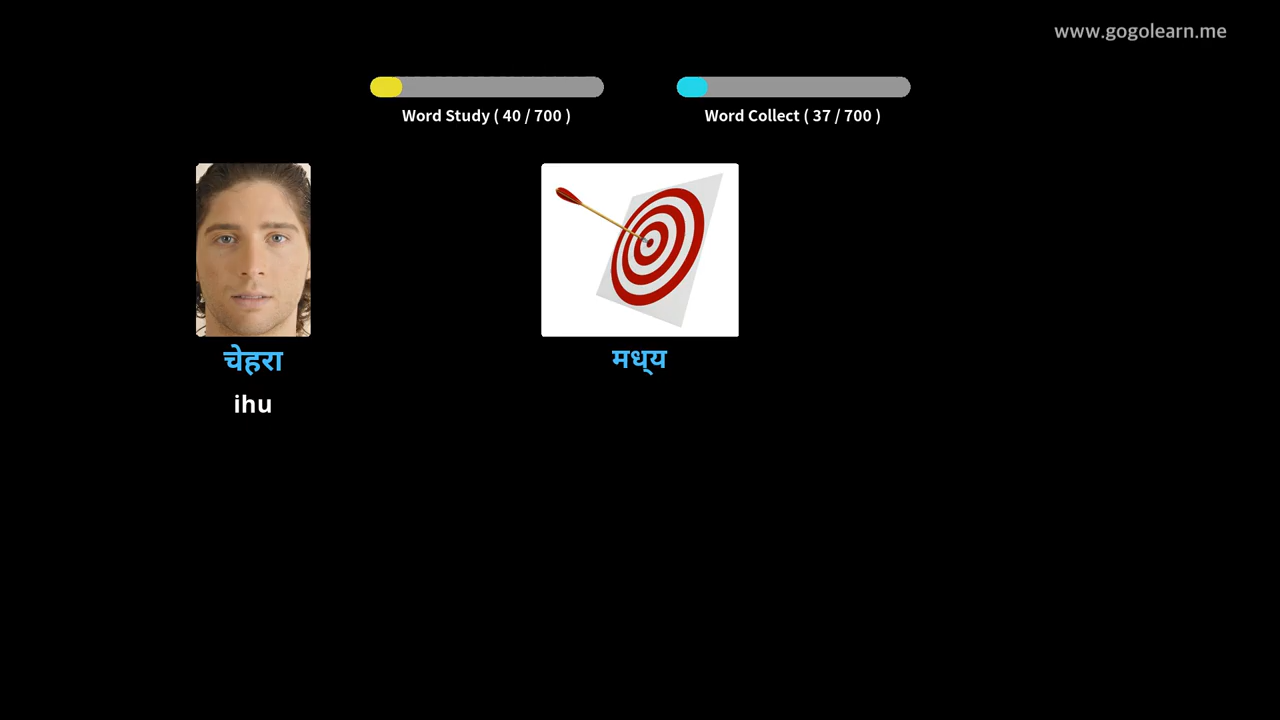 www.gogolearn.me
Word Study ( 40 / 700 )
Word Collect ( 37 / 700 )
चेहरा
मध्य
ihu